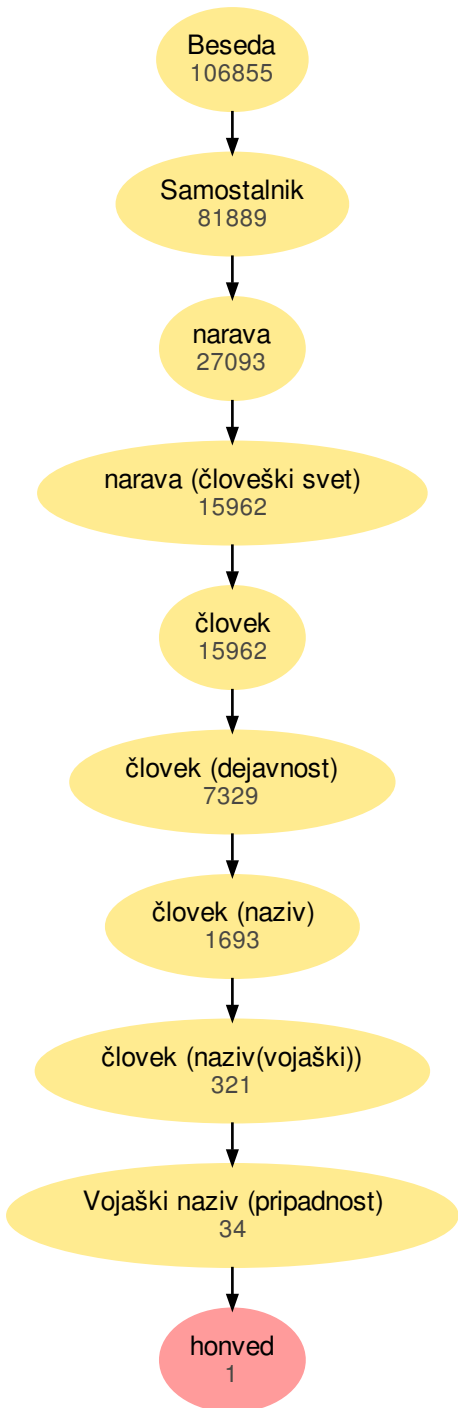 Beseda
106855
Samostalnik
81889
narava
27093
narava (človeški svet)
15962
človek
15962
človek (dejavnost)
7329
človek (naziv)
1693
človek (naziv(vojaški))
321
Vojaški naziv (pripadnost)
34
honved
1